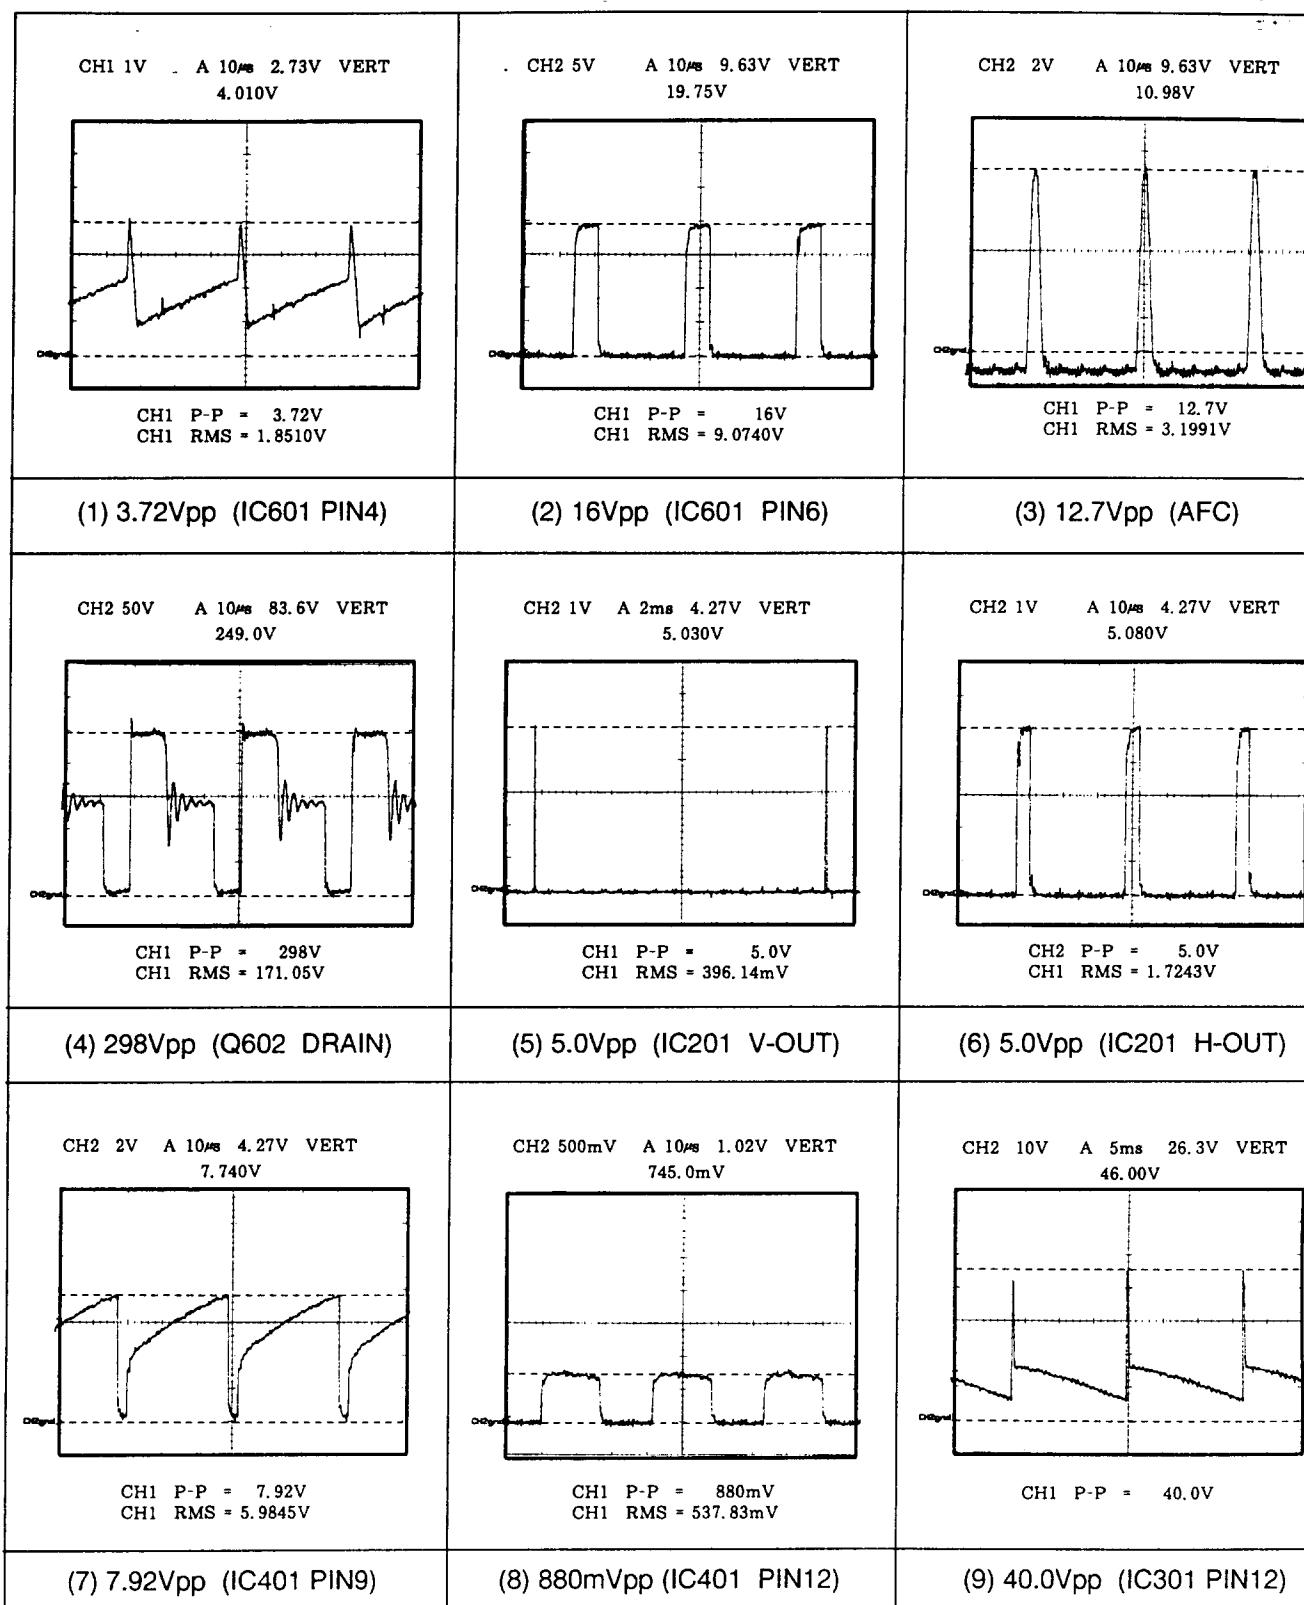 CH1 1V A 10μs 2.73V VERT
4.010V
CH1 P-P = 3.72V
CH1 RMS = 1.8510V
(1) 3.72Vpp (IC601 PIN4)
CH2 5V A 10μs 9.63V VERT
19.75V
CH1 P-P = 16V
CH1 RMS = 9.0740V
(2) 16Vpp (IC601 PIN6)
CH2 2V A 10μs 9.63V VERT
10.98V
CH1 P-P = 12.7V
CH1 RMS = 3.1991V
(3) 12.7Vpp (AFC)
CH2 50V A 10μs 83.6V VERT
249.0V
CH2gnd
CH1 P-P = 298V
CH1 RMS = 171.05V
(4) 298Vpp (Q602 DRAIN)
CH2 1V A 2ms 4.27V VERT
5.030V
CH2gnd
CH1 P-P = 5.0V
CH1 RMS = 396.14mV
(5) 5.0Vpp (IC201 V-OUT)
CH2 1V A 10μs 4.27V VERT
5.080V
CH2gnd
CH2 P-P = 5.0V
CH1 RMS = 1.7243V
(6) 5.0Vpp (IC201 H-OUT)
CH2 2V A 10μs 4.27V VERT
7.740V
CH2gnd
CH1 P-P = 7.92V
CH1 RMS = 5.9845V
(7) 7.92Vpp (IC401 PIN9)
CH2 500mV A 10μs 1.02V VERT
745.0mV
CH2gnd
CH1 P-P = 880mV
CH1 RMS = 537.83mV
(8) 880mVpp (IC401 PIN12)
CH2 10V A 5ms 26.3V VERT
46.00V
CH2gnd
CH1 P-P = 40.0V
(9) 40.0Vpp (IC301 PIN12)